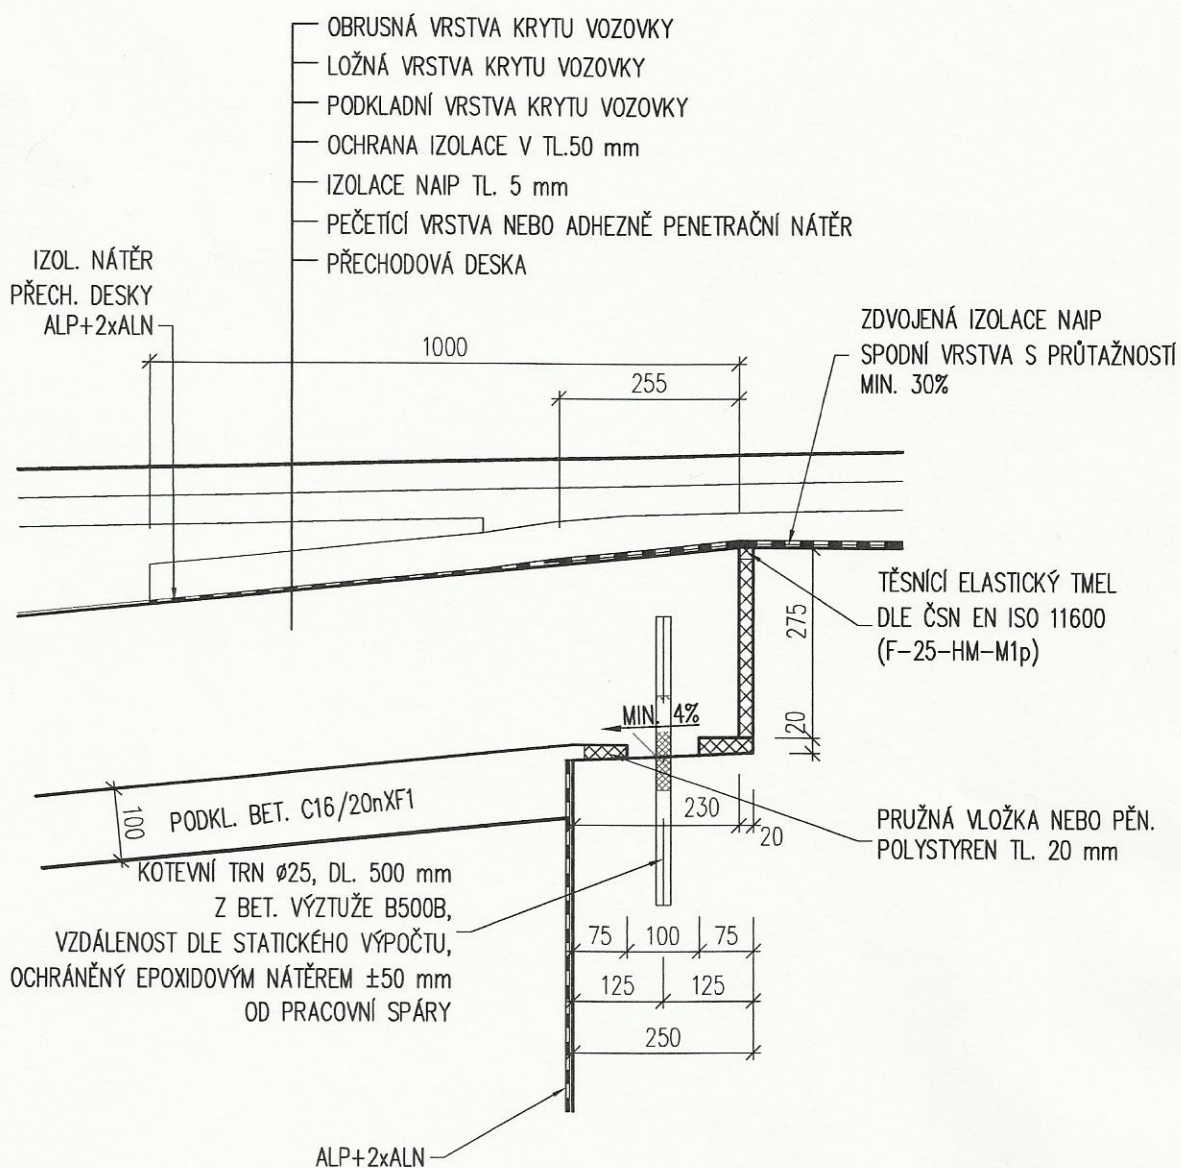 OBRUSNÁ VRSTVA KRYTU VOZOVKY
LOŽNÁ VRSTVA KRYTU VOZOVKY
PODKLADNÍ VRSTVA KRYTU VOZOVKY
OCHRANA IZOLACE V TL.50 mm
IZOLACE NAIP TL. 5 mm
PEČETÍCÍ VRSTVA NEBO ADHEZNĚ PENETRAČNÍ NÁTĚR
PŘECHODOVÁ DESKA
IZOL. NÁTĚR
PŘECH. DESKY
ALP+2xALN
ZDVOJENÁ IZOLACE NAIP
SPODNÍ VRSTVA S PRŮTAŽNOSTÍ
MIN. 30%
1000
255
TĚSNÍCÍ ELASTICKÝ TMEL
DLE ČSN EN ISO 11600
(F-25-HM-M1p)
275
20
MIN. 4%
230
20
PRUŽNÁ VLOŽKA NEBO PĚN.
POLYSTYREN TL. 20 mm
100
PODKL. BET. C16/20nXF1
KOTEVNÍ TRN ø25, DL. 500 mm
Z BET. VÝZTUŽE B500B,
VZDÁLENOST DLE STATICKÉHO VÝPOČTU,
OCHRÁNĚNÝ EPOXIDOVÝM NÁTĚREM ±50 mm
OD PRACOVNÍ SPÁRY
75 100 75
125 125
250
ALP+2xALN